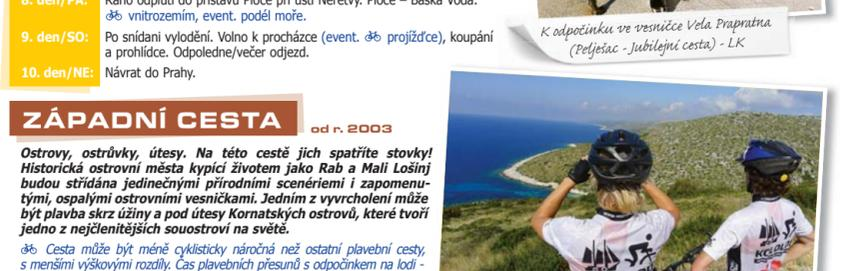 8. den/PÁ: Ráno odplutí do přístavu Ploče při ústí Neretvy. Ploče – Baška Voda.
vnitrozemím, event. podél moře.
9. den/SO: Po snídani vylodění. Volno k procházce (event. projížďce), koupání
a prohlídce. Odpoledne/večer odjezd.
10. den/NE: Návrat do Prahy.
K odpočinku ve vesničce Vela Prapratna
(Pelješac - Jubilejní cesta) - LK
ZÁPADNÍ CESTA od r. 2003
Ostrovy, ostrůvky, útesy. Na této cestě jich spatříte stovky!
Historická ostrovní města kypící životem jako Rab a Mali Lošinj
budou střídána jedinečnými přírodními scenériemi i zapomenu-
tými, ospalými ostrovními vesničkami. Jedním z vyvrcholení může
být plavba skrz úžiny a pod útesy Kornatských ostrovů, které tvoří
jedno z nejčlenitějších souostroví na světě.
Cesta může být méně cyklisticky náročná než ostatní plavební cesty,
s menšími výškovými rozdíly. Čas plavebních přesunů s odpočinkem na lodi -